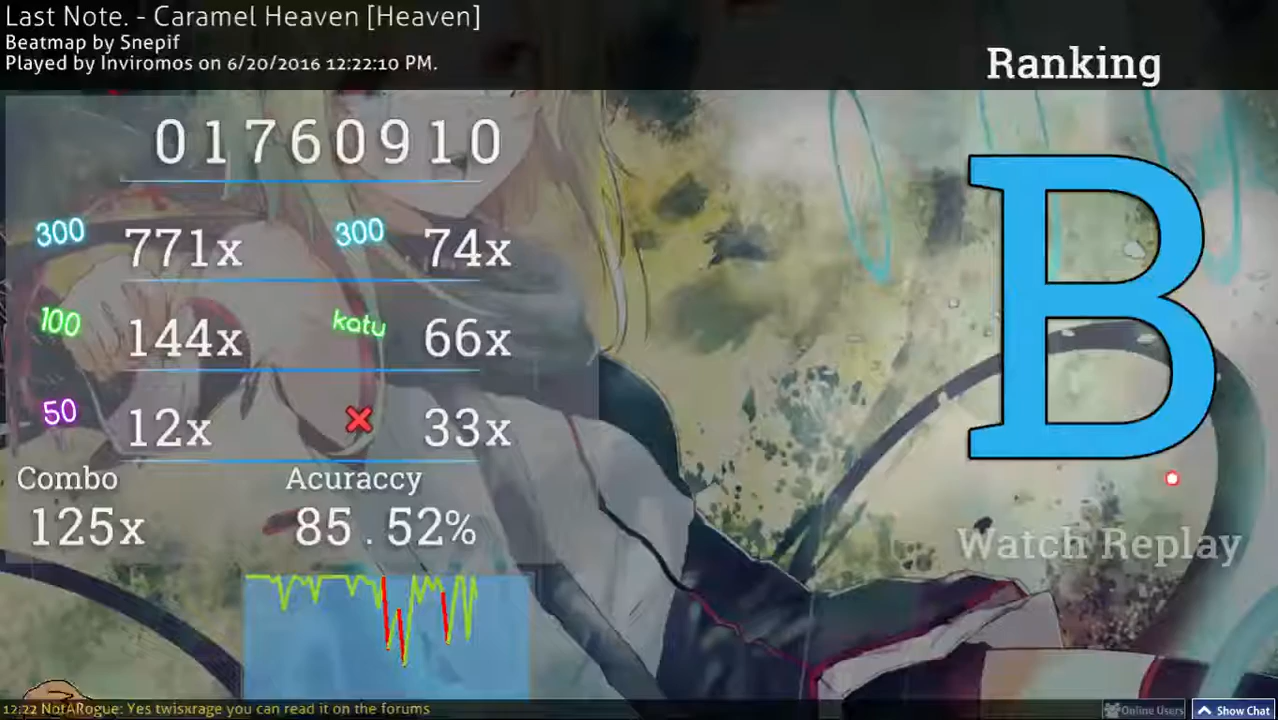 Last Note. - Caramel Heaven [Heaven]
Beatmap by Snepif
Played by Inviromos on 6/20/2016 12:22:10 PM.
Ranking
01760910
300 771x 300 74x
100 144x katu 66x
50 12x 33x
B
Combo Acuraccy
125x 85.52%
Watch Replay
12:22 NotARogue: Yes twisxrage you can read it on the forums
Online Users Show Chat